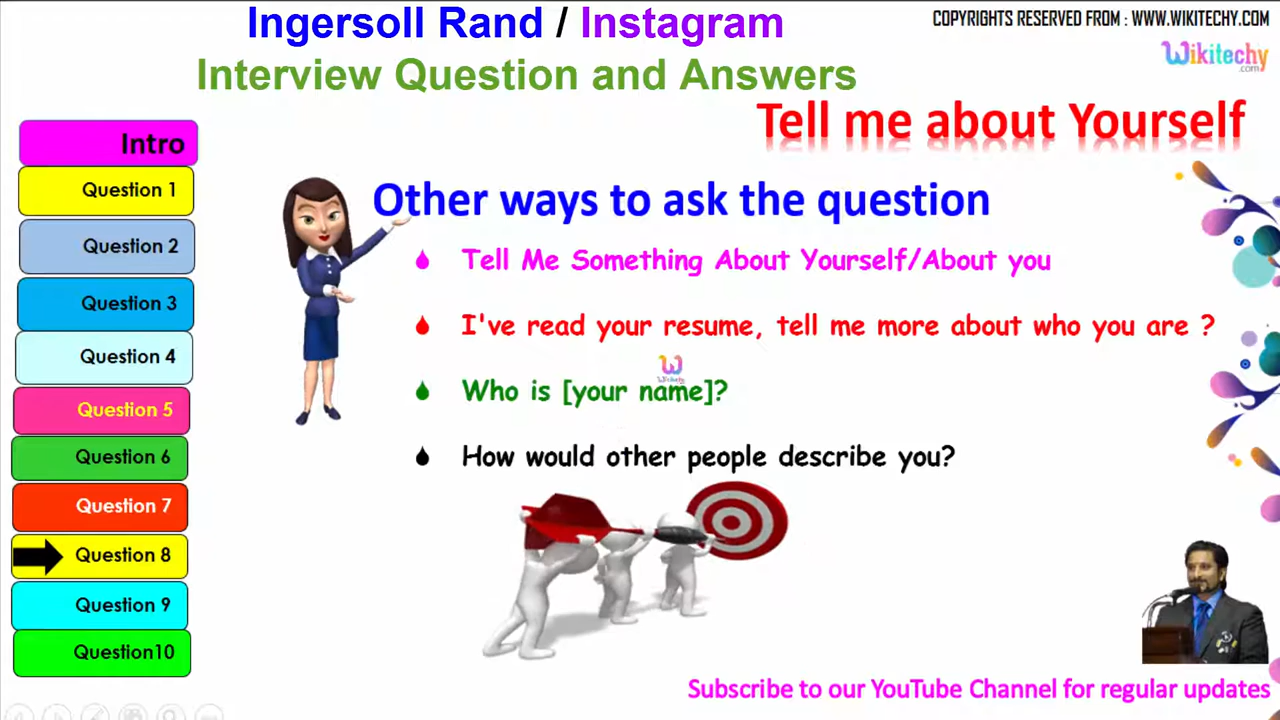 Ingersoll Rand / Instagram
Interview Question and Answers
COPYRIGHTS RESERVED FROM : WWW.WIKITECHY.COM
Wikitechy
.com
Tell me about Yourself
Intro
Question 1
Question 2
Question 3
Question 4
Question 5
Question 6
Question 7
Question 8
Question 9
Question10
Other ways to ask the question
Tell Me Something About Yourself/About you
I've read your resume, tell me more about who you are ?
Who is [your name]?
How would other people describe you?
Subscribe to our YouTube Channel for regular updates